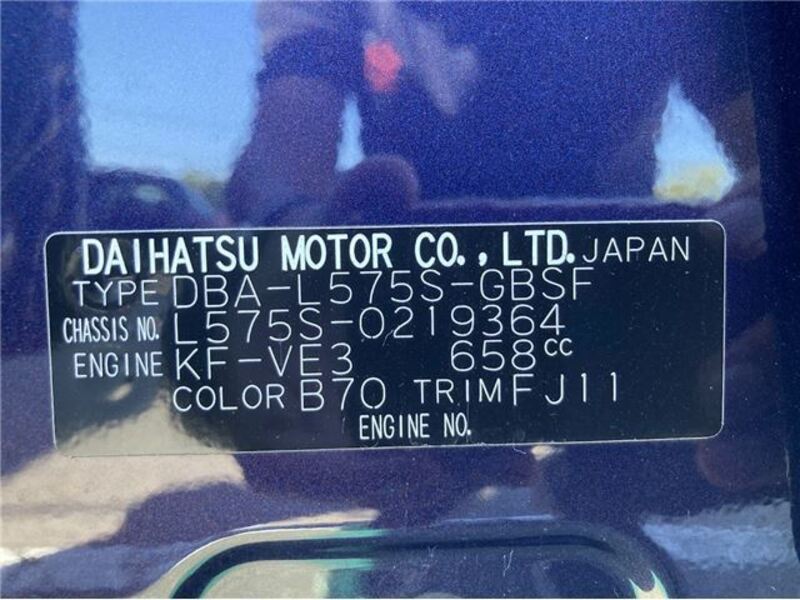 DAIHATSU MOTOR CO., LTD. JAPAN
TYPE DBA-L575S-GBSF
CHASSIS NO. L575S-0219364
ENGINE KF-VE3 658cc
COLOR B70 TRIM FJ11
ENGINE NO.